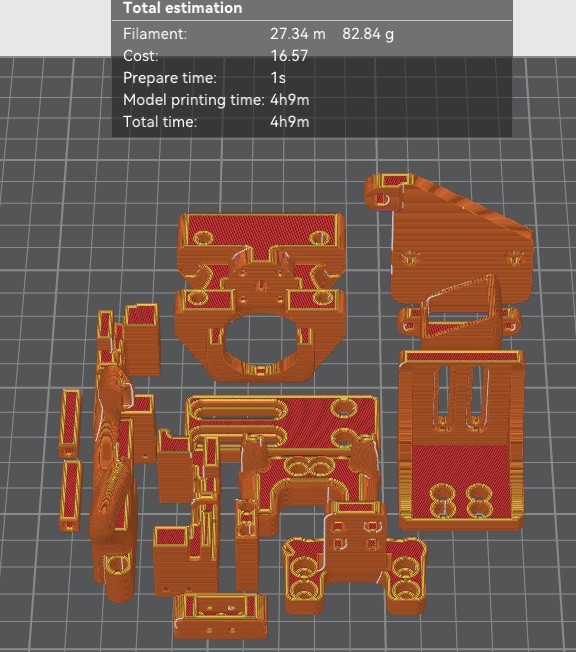 Total estimation
Filament: 27.34 m 82.84 g
Cost: 16.57
Prepare time: 1s
Model printing time: 4h9m
Total time: 4h9m